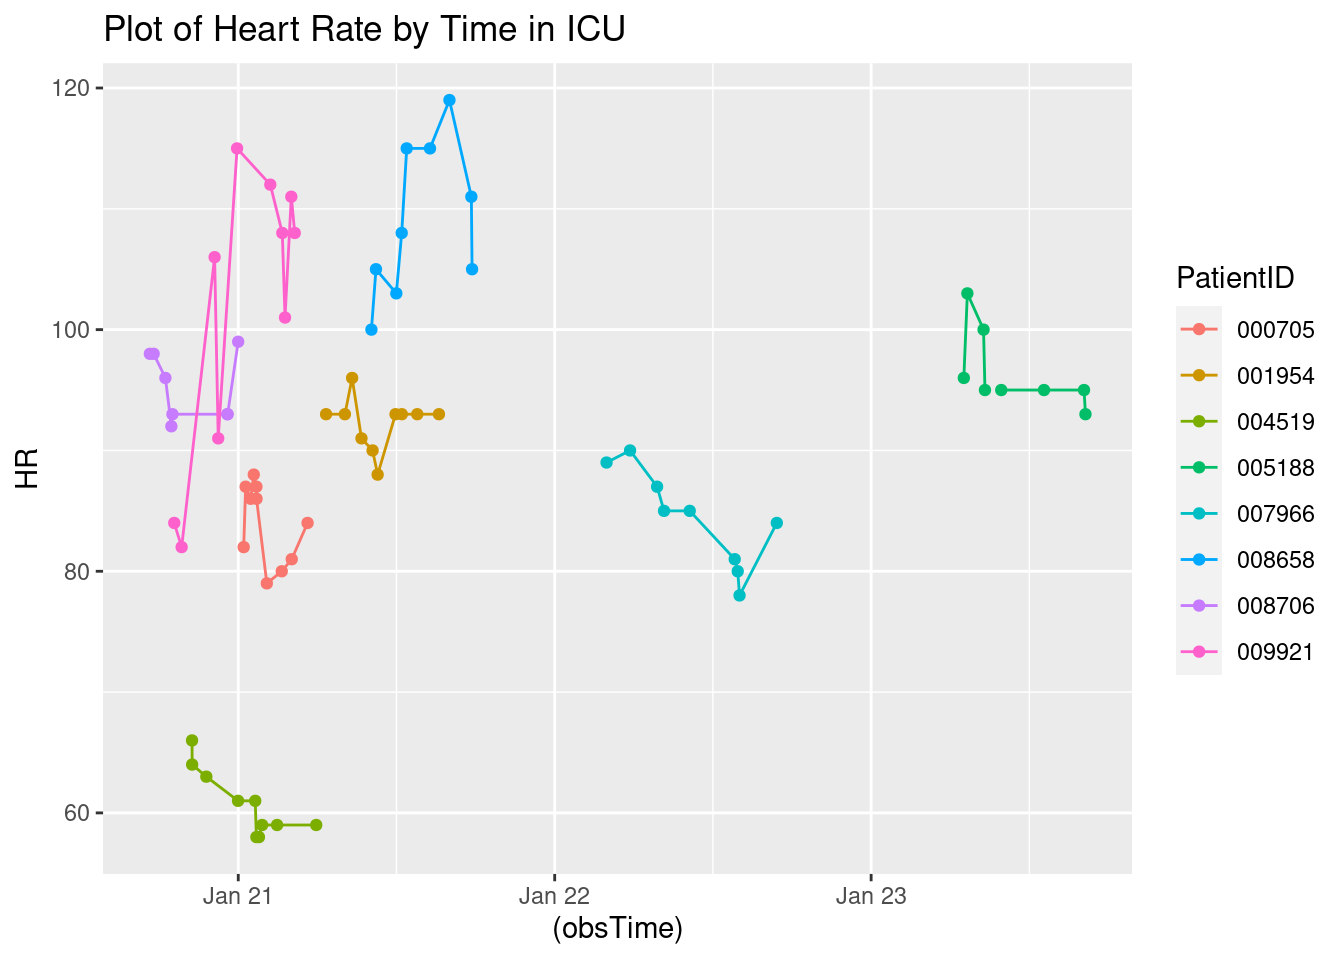 Plot of Heart Rate by Time in ICU
120
100
80
60
HR
Jan 21
Jan 22
Jan 23
(obsTime)
PatientID
000705
001954
004519
005188
007966
008658
008706
009921